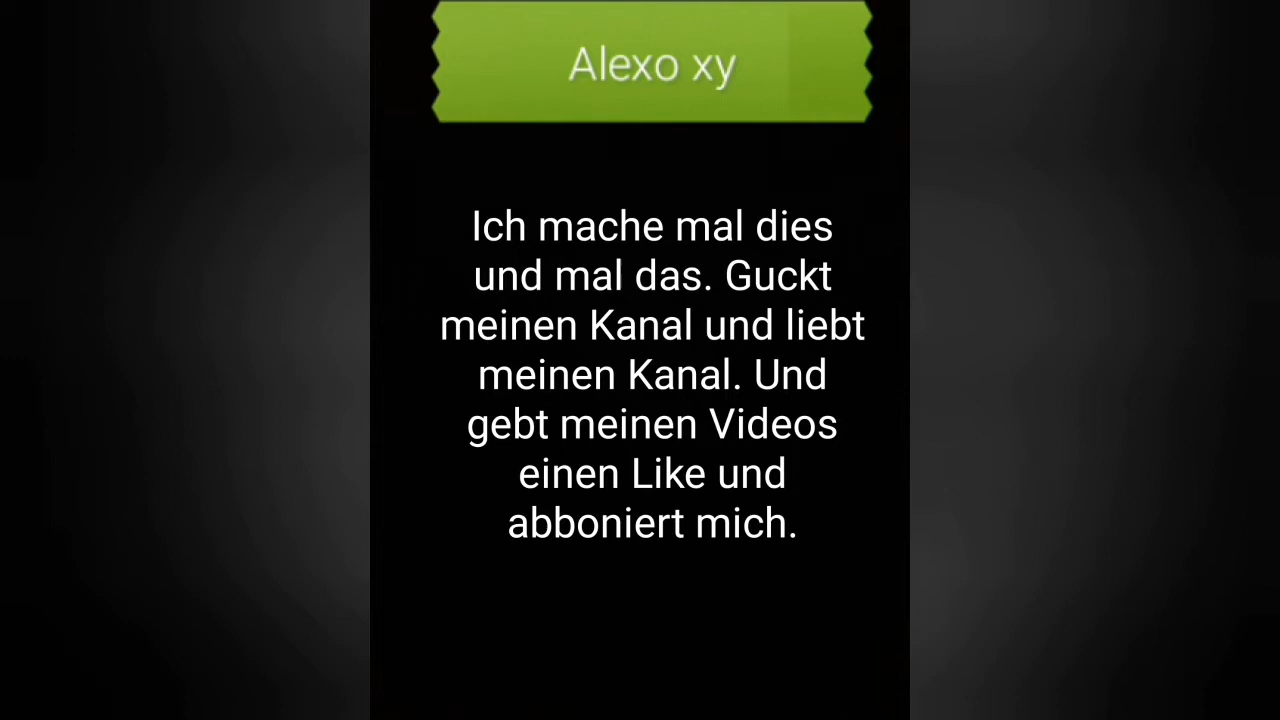 Alexo xy
Ich mache mal dies
und mal das. Guckt
meinen Kanal und liebt
meinen Kanal. Und
gebt meinen Videos
einen Like und
abboniert mich.